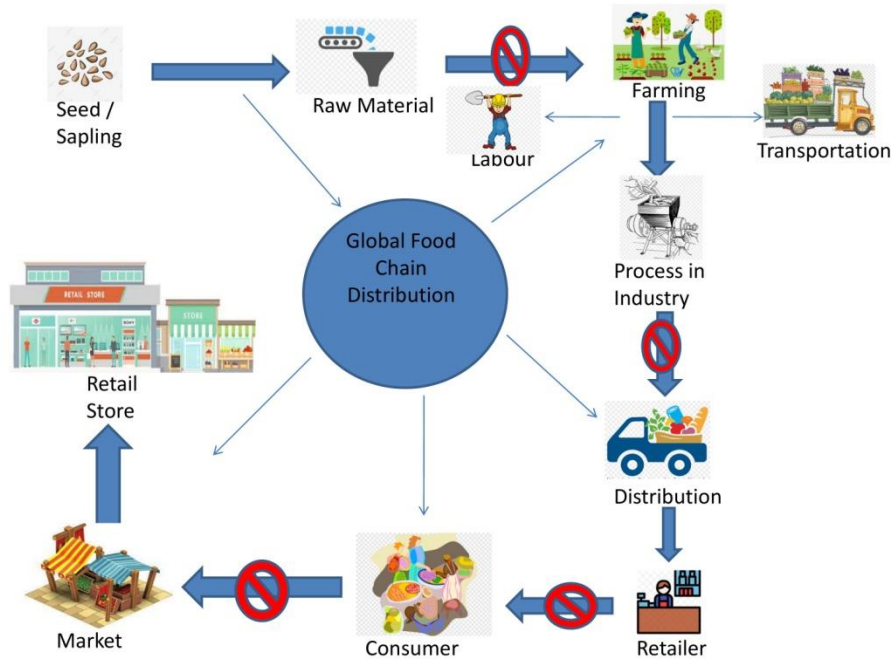 Seed /
Sapling
Raw Material
Farming
Labour
Transportation
Global Food
Chain
Distribution
Process in
Industry
RETAIL STORE
STORE
Retail
Store
Distribution
Market
Consumer
Retailer